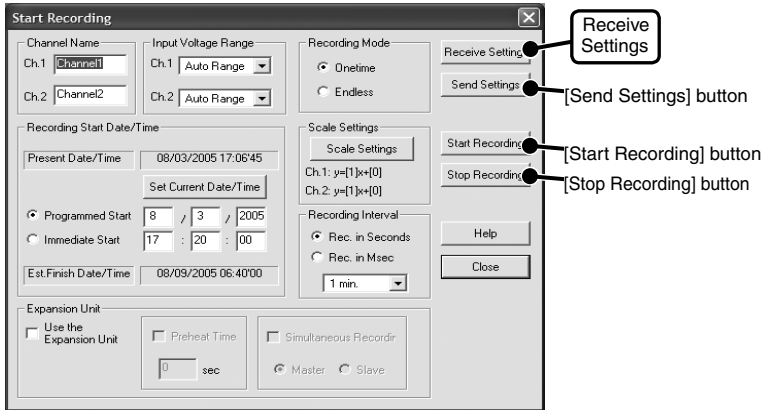 Start Recording
Channel Name
Ch.1 Channel1
Ch.2 Channel2
Input Voltage Range
Ch.1 Auto Range
Ch.2 Auto Range
Recording Mode
Onetime
Endless
Receive Setting
Send Settings
Receive
Settings
[Send Settings] button
Recording Start Date/Time
Present Date/Time 08/03/2005 17:06'45
Set Current Date/Time
Programmed Start 8 / 3 / 2005
Immediate Start 17 : 20 : 00
Est.Finish Date/Time 08/09/2005 06:40'00
Scale Settings
Scale Settings
Ch.1: y=[1]x+[0]
Ch.2: y=[1]x+[0]
Recording Interval
Rec. in Seconds
Rec. in Msec
1 min.
Start Recording
Stop Recording
[Start Recording] button
[Stop Recording] button
Help
Close
Expansion Unit
Use the
Expansion Unit
Preheat Time
0 sec
Simultaneous Recordir
Master Slave